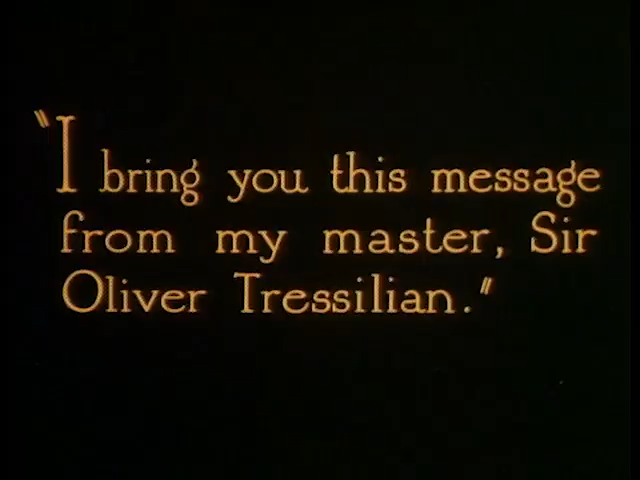 "I bring you this message
from my master, Sir
Oliver Tressilian."